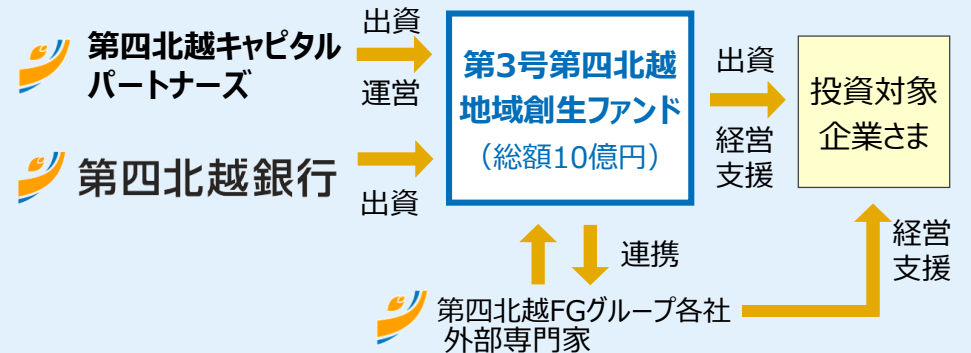 第四北越キャピタル
パートナーズ
出資
運営
第四北越銀行
出資
第3号第四北越
地域創生ファンド
（総額10億円）
出資
経営
支援
投資対象
企業さま
連携
経営
支援
第四北越FGグループ各社
外部専門家